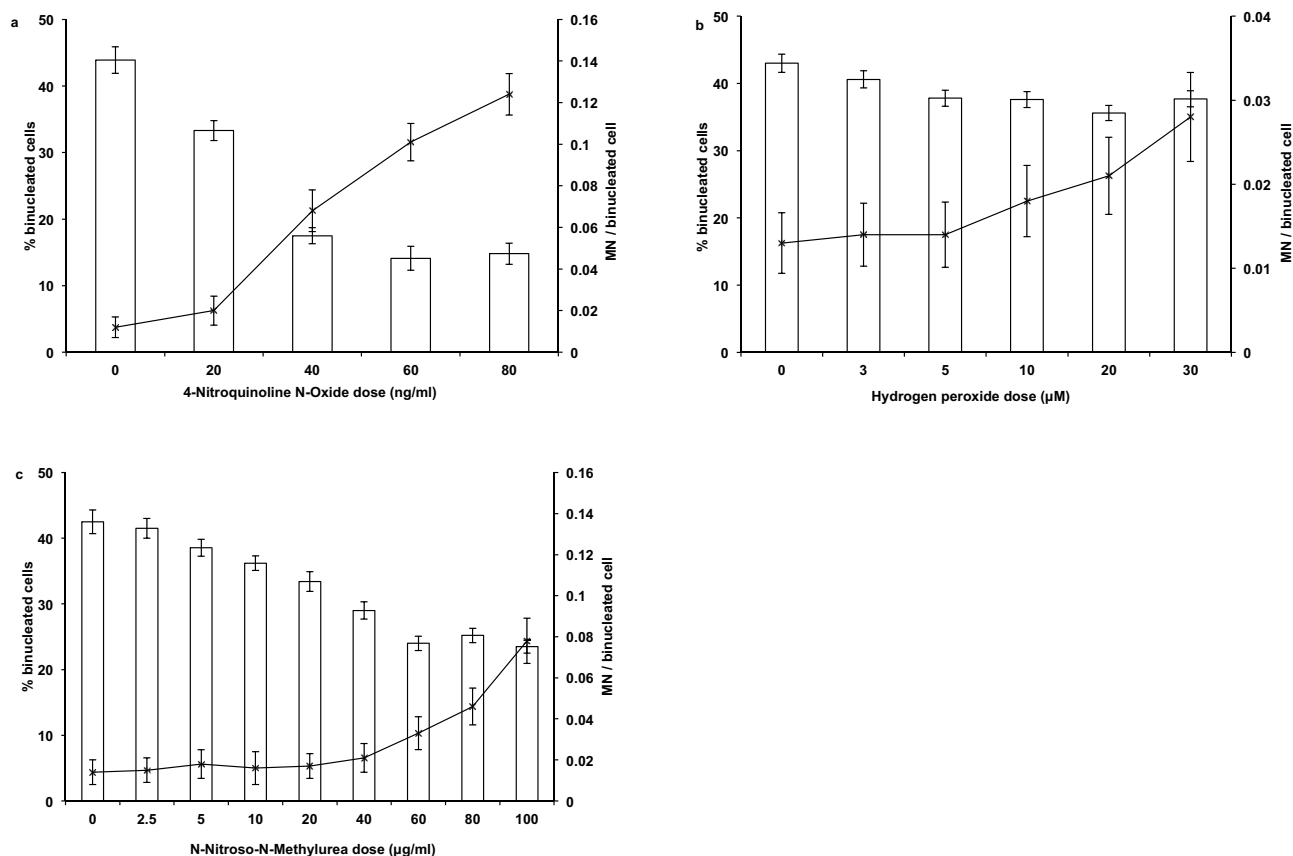 a
50
40
30
20
10
0
% binucleated cells
0.16
0.14
0.12
0.1
0.08
0.06
0.04
0.02
0
MN / binucleated cell
0 20 40 60 80
4-Nitroquinoline N-Oxide dose (ng/ml)
b
50
40
30
20
10
0
% binucleated cells
0.04
0.03
0.02
0.01
0
MN / binucleated cell
0 3 5 10 20 30
Hydrogen peroxide dose (µM)
c
50
40
30
20
10
0
% binucleated cells
0.16
0.14
0.12
0.1
0.08
0.06
0.04
0.02
0
MN / binucleated cell
0 2.5 5 10 20 40 60 80 100
N-Nitroso-N-Methylurea dose (µg/ml)